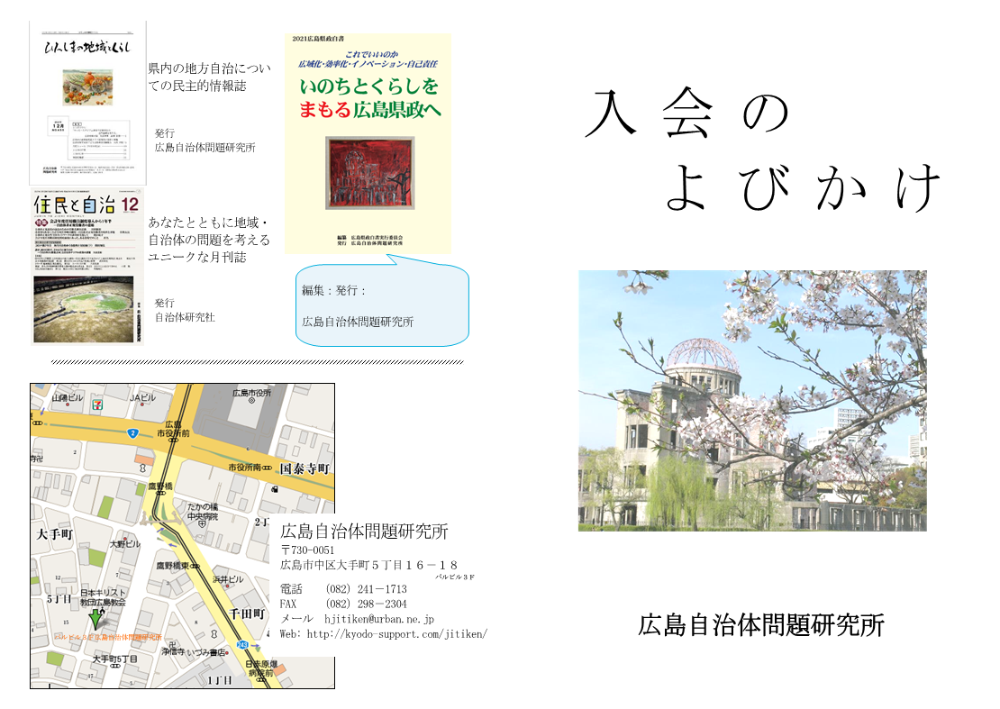 ひろしまの地域とくらし
12月
県内の地方自治につい
ての民主的情報誌
発行
広島自治体問題研究所
住民と自治 12
特集
あなたとともに地域・
自治体の問題を考える
ユニークな月刊誌
発行
自治体研究社
2021広島県政白書
これでいいのか
広域化・効率化・イノベーション・自己責任
いのちとくらしを
まもる広島県政へ
編集 広島県政白書実行委員会
発行 広島自治体問題研究所
編集：発行：
広島自治体問題研究所
山陽ビル
JAビル
広島市役所
広島
市役所前
2
市役所南
国泰寺町
鷹野橋
たかの橋
中央病院
大手町
大野ビル
鷹野橋東
浜井ビル
12
7
3
5丁目
日本キリスト
教団広島教会
千田町
15
パルビル3F広島自治体問題研究所
243
浄信寺
いづみ書店
大手町5丁目
日赤原爆
病院前
17
5
1丁目
広島自治体問題研究所
〒730-0051
広島市中区大手町５丁目１６－１８
パルビル３Ｆ
電話 (082) 241－1713
FAX (082) 298－2304
メール hjitiken@urban.ne.jp
Web: http://kyodo-support.com/jitiken/
入会の
よびかけ
広島自治体問題研究所